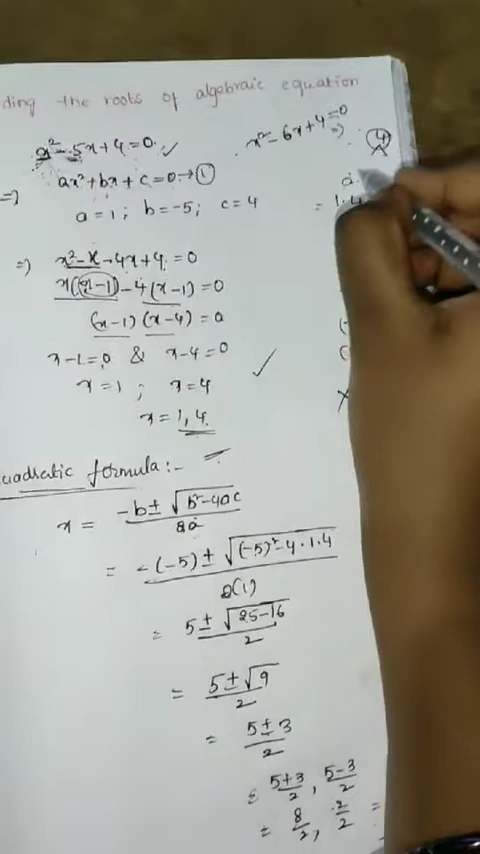 ding the roots of algebraic equation
x²-5x+4=0. ✓
x²-6x+4=0
=>
4
=> ax²+bx+c=0→①
a=1; b=-5; c=4
a.
= 1.4
=> x²-x-4x+4=0
x(x-1)-4(x-1)=0
(x-1)(x-4)=0
x-1=0 & x-4=0
x=1; x=4 ✓
x=1,4
uadratic formula:-
x = (-b±√(b²-4ac))/2a
= (-(-5)±√((-5)²-4·1·4))/2(1)
= (5±√(25-16))/2
= (5±√9)/2
= (5±3)/2
= (5+3)/2, (5-3)/2
= 8/2, 2/2 =